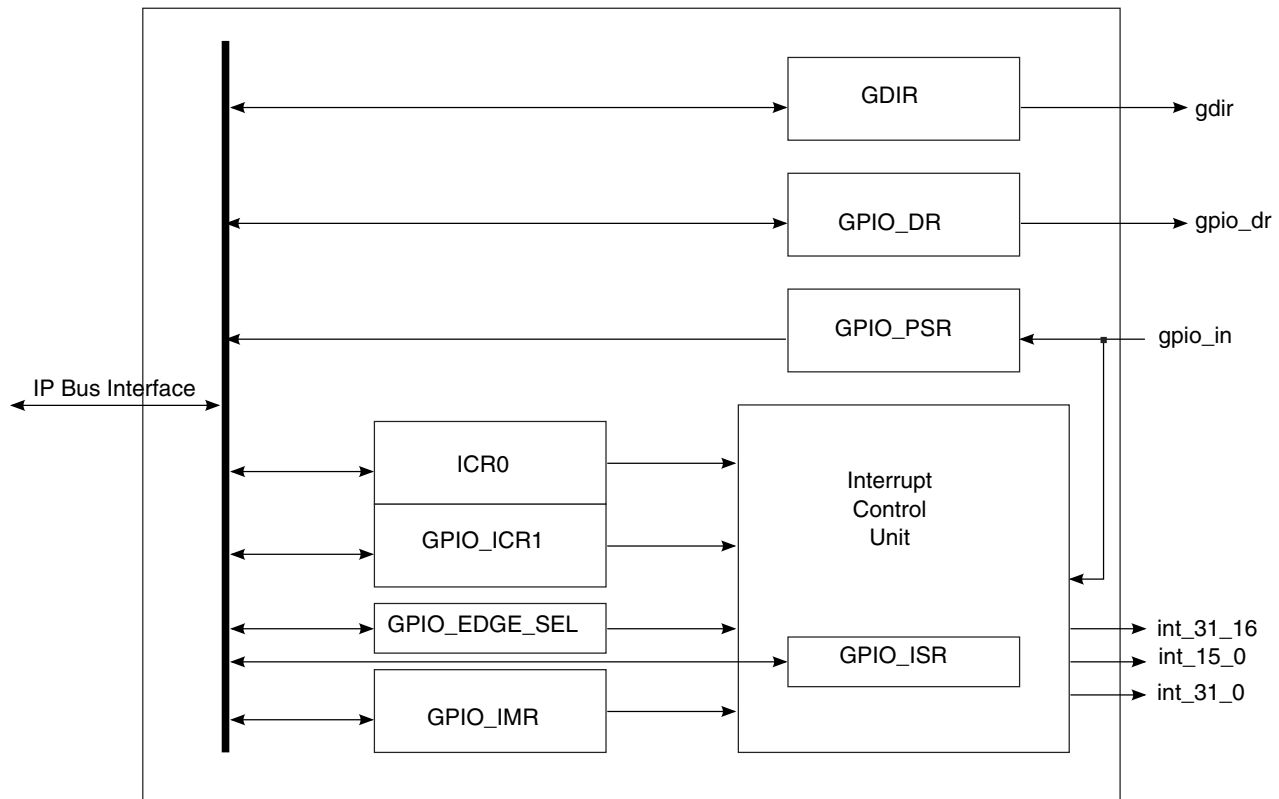 GDIR
gdir
GPIO_DR
gpio_dr
GPIO_PSR
gpio_in
IP Bus Interface
ICR0
Interrupt
Control
Unit
GPIO_ICR1
GPIO_EDGE_SEL
int_31_16
GPIO_ISR
int_15_0
int_31_0
GPIO_IMR